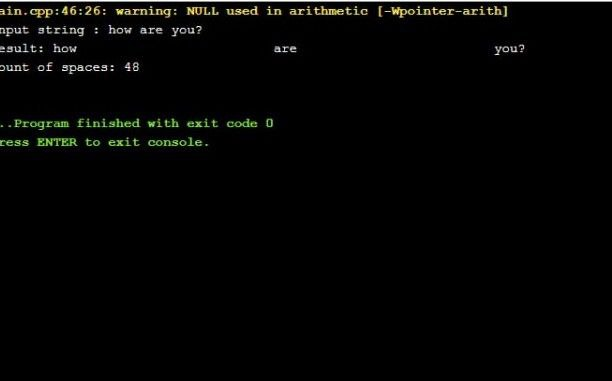 ain.cpp:46:26: warning: NULL used in arithmetic [-Wpointer-arith]
nput string : how are you?
esult: how                         are                         you?
ount of spaces: 48
..Program finished with exit code 0
ress ENTER to exit console.